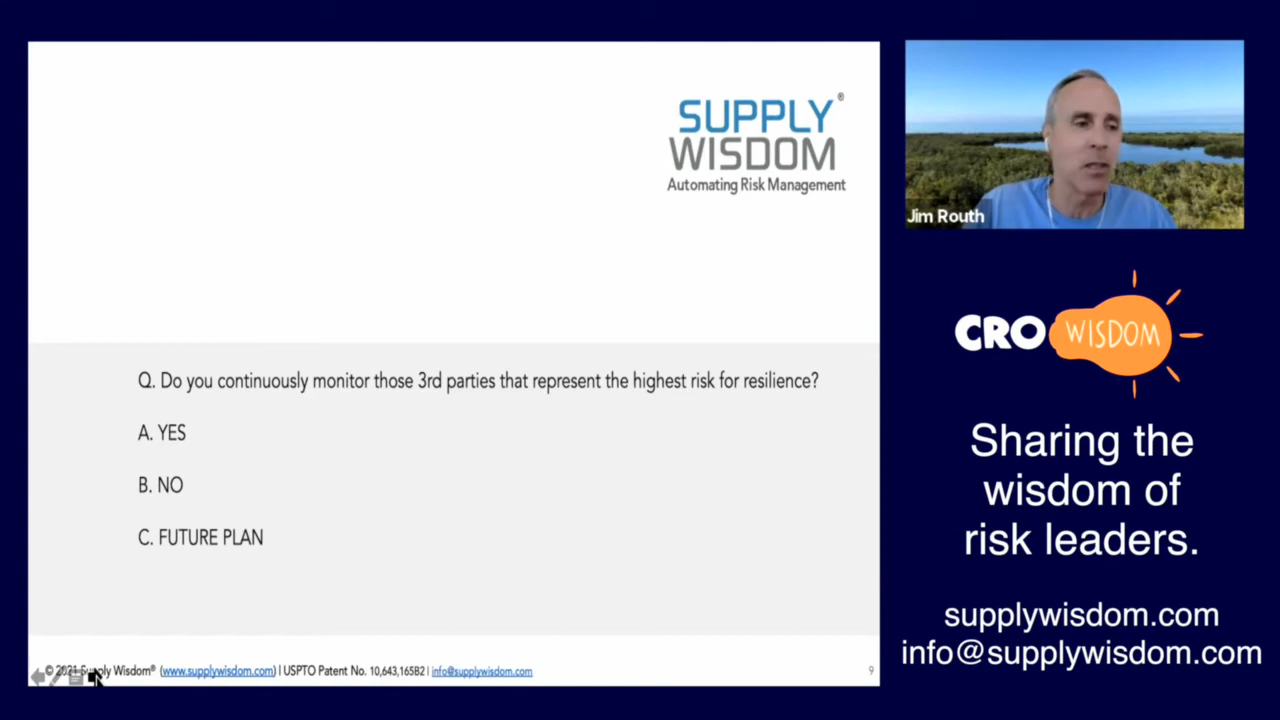 SUPPLY®
WISDOM
Automating Risk Management
Q. Do you continuously monitor those 3rd parties that represent the highest risk for resilience?
A. YES
B. NO
C. FUTURE PLAN
© 2021 Supply Wisdom® (www.supplywisdom.com) | USPTO Patent No. 10,643,165B2 | info@supplywisdom.com
9
Jim Routh
CRO WISDOM
Sharing the
wisdom of
risk leaders.
supplywisdom.com
info@supplywisdom.com